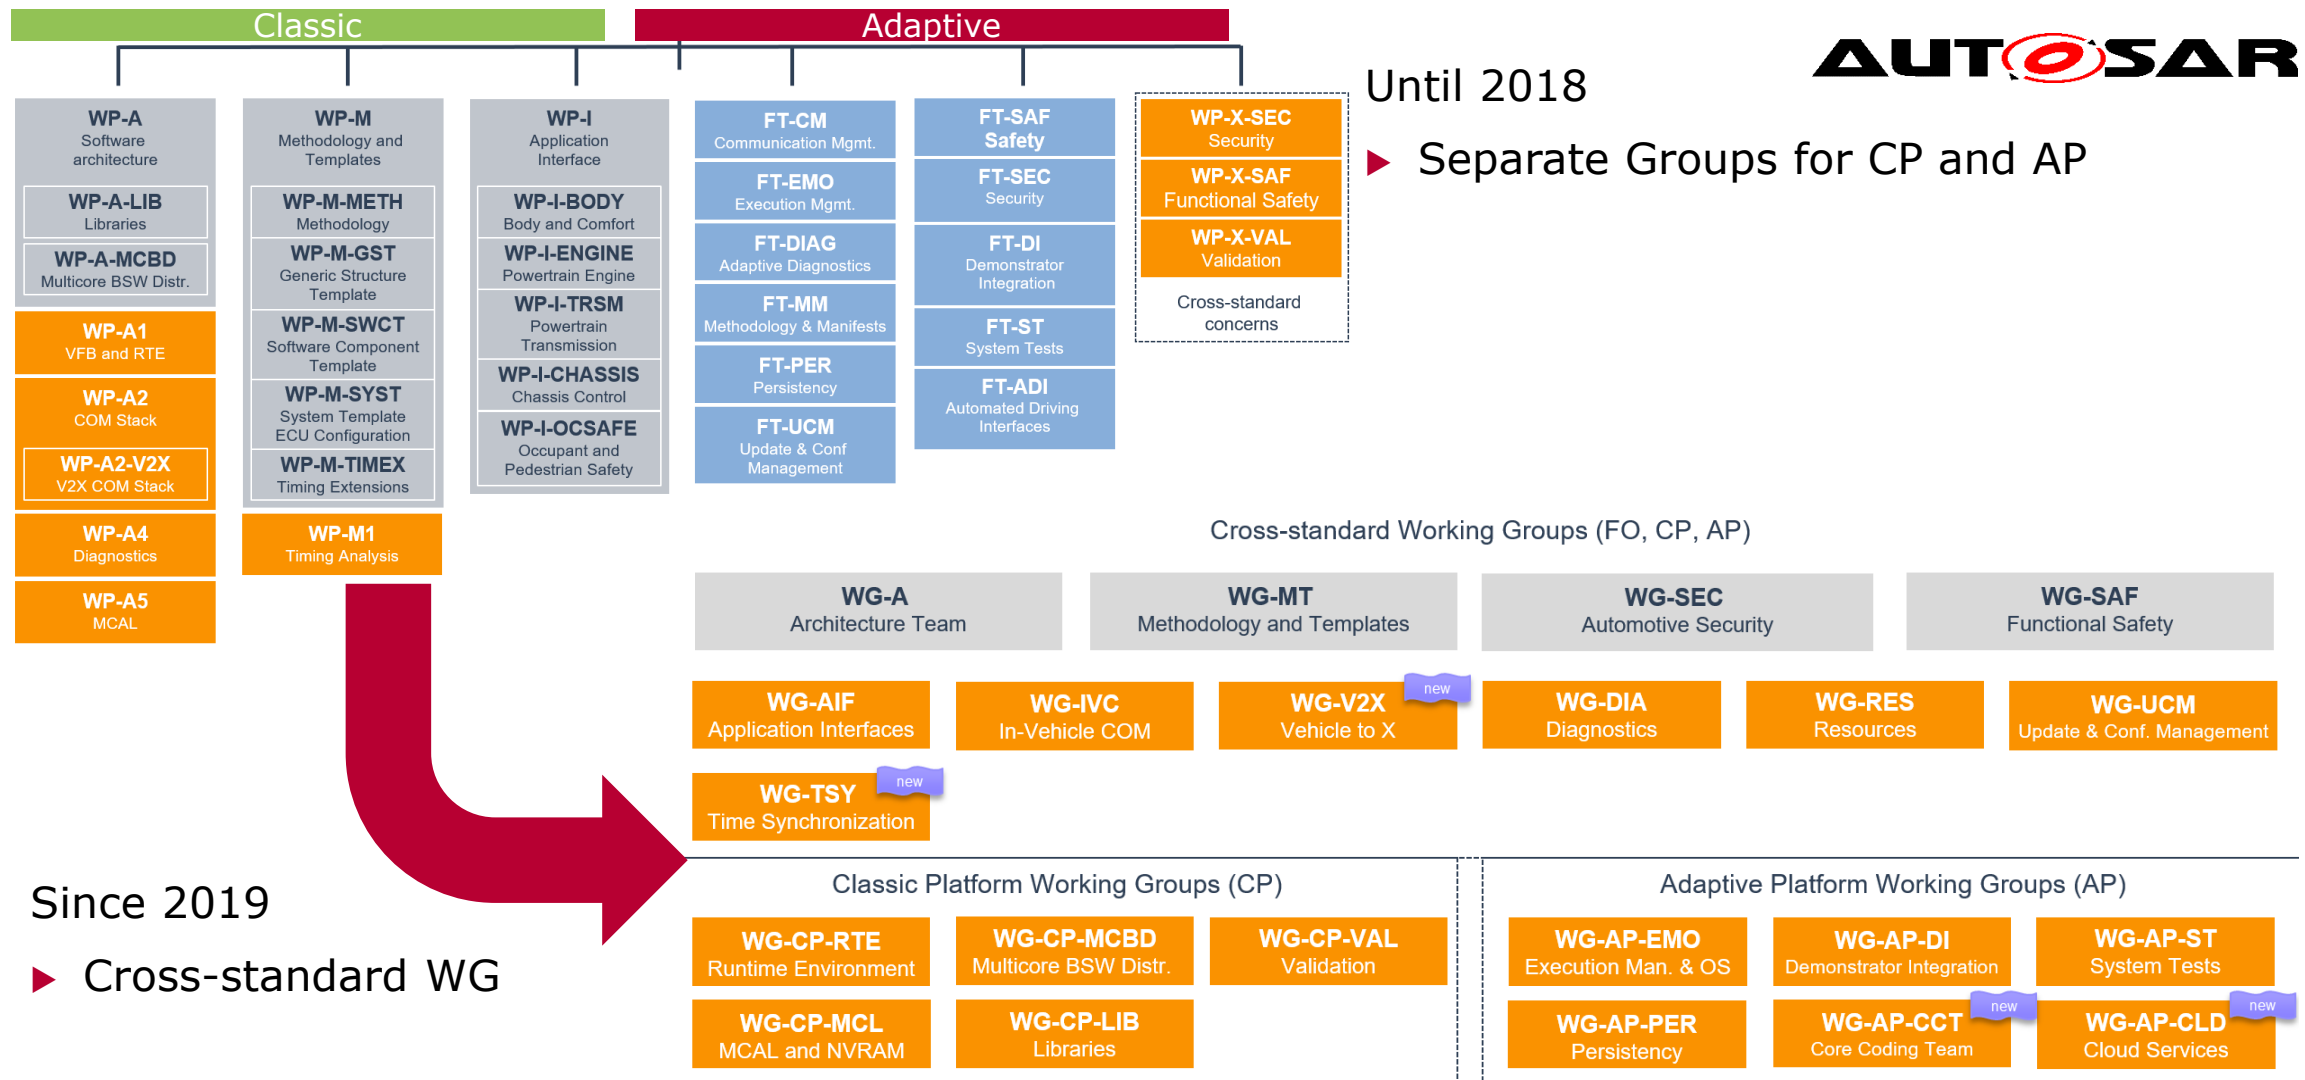 Classic
Adaptive
AUTOSAR
Until 2018
Separate Groups for CP and AP
WP-A
Software
architecture
WP-A-LIB
Libraries
WP-A-MCBD
Multicore BSW Distr.
WP-A1
VFB and RTE
WP-A2
COM Stack
WP-A2-V2X
V2X COM Stack
WP-A4
Diagnostics
WP-A5
MCAL
WP-M
Methodology and
Templates
WP-M-METH
Methodology
WP-M-GST
Generic Structure
Template
WP-M-SWCT
Software Component
Template
WP-M-SYST
System Template
ECU Configuration
WP-M-TIMEX
Timing Extensions
WP-M1
Timing Analysis
WP-I
Application
Interface
WP-I-BODY
Body and Comfort
WP-I-ENGINE
Powertrain Engine
WP-I-TRSM
Powertrain
Transmission
WP-I-CHASSIS
Chassis Control
WP-I-OCSAFE
Occupant and
Pedestrian Safety
FT-CM
Communication Mgmt.
FT-EMO
Execution Mgmt.
FT-DIAG
Adaptive Diagnostics
FT-MM
Methodology & Manifests
FT-PER
Persistency
FT-UCM
Update & Conf
Management
FT-SAF
Safety
FT-SEC
Security
FT-DI
Demonstrator
Integration
FT-ST
System Tests
FT-ADI
Automated Driving
Interfaces
WP-X-SEC
Security
WP-X-SAF
Functional Safety
WP-X-VAL
Validation
Cross-standard
concerns
Cross-standard Working Groups (FO, CP, AP)
WG-A
Architecture Team
WG-MT
Methodology and Templates
WG-SEC
Automotive Security
WG-SAF
Functional Safety
WG-AIF
Application Interfaces
WG-IVC
In-Vehicle COM
new
WG-V2X
Vehicle to X
WG-DIA
Diagnostics
WG-RES
Resources
WG-UCM
Update & Conf. Management
new
WG-TSY
Time Synchronization
Since 2019
Cross-standard WG
Classic Platform Working Groups (CP)
WG-CP-RTE
Runtime Environment
WG-CP-MCBD
Multicore BSW Distr.
WG-CP-VAL
Validation
WG-CP-MCL
MCAL and NVRAM
WG-CP-LIB
Libraries
Adaptive Platform Working Groups (AP)
WG-AP-EMO
Execution Man. & OS
WG-AP-DI
Demonstrator Integration
WG-AP-ST
System Tests
WG-AP-PER
Persistency
new
WG-AP-CCT
Core Coding Team
new
WG-AP-CLD
Cloud Services